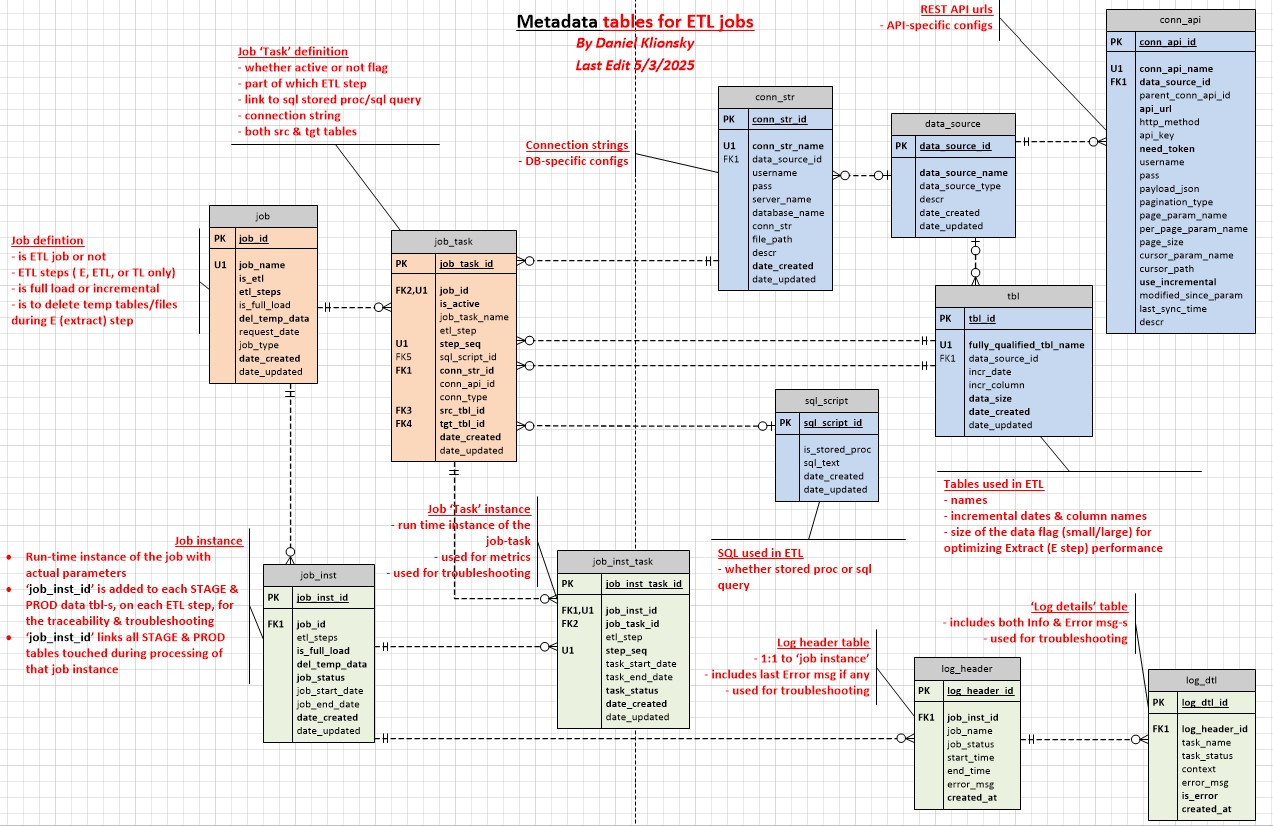 Metadata tables for ETL jobs
By Daniel Klionsky
Last Edit 5/3/2025
REST API urls
- API-specific configs
Job ‘Task’ definition
- whether active or not flag
- part of which ETL step
- link to sql stored proc/sql query
- connection string
- both src & tgt tables
Connection strings
- DB-specific configs
conn_str
PK conn_str_id
U1 conn_str_name
FK1 data_source_id
username
pass
server_name
database_name
conn_str
file_path
descr
date_created
date_updated
data_source
PK data_source_id
data_source_name
data_source_type
descr
date_created
date_updated
conn_api
PK conn_api_id
U1 conn_api_name
FK1 data_source_id
parent_conn_api_id
api_url
http_method
api_key
need_token
username
pass
payload_json
pagination_type
page_param_name
per_page_param_name
page_size
cursor_param_name
cursor_path
use_incremental
modified_since_param
last_sync_time
descr
Job definition
- is ETL job or not
- ETL steps ( E, ETL, or TL only)
- is full load or incremental
- is to delete temp tables/files
during E (extract) step
job
PK job_id
U1 job_name
is_etl
etl_steps
is_full_load
del_temp_data
request_date
job_type
date_created
date_updated
job_task
PK job_task_id
FK2,U1 job_id
is_active
job_task_name
etl_step
U1 step_seq
FK5 sql_script_id
FK1 conn_str_id
conn_api_id
conn_type
FK3 src_tbl_id
FK4 tgt_tbl_id
date_created
date_updated
tbl
PK tbl_id
U1 fully_qualified_tbl_name
FK1 data_source_id
incr_date
incr_column
data_size
date_created
date_updated
sql_script
PK sql_script_id
is_stored_proc
sql_text
date_created
date_updated
Tables used in ETL
- names
- incremental dates & column names
- size of the data flag (small/large) for
optimizing Extract (E step) performance
SQL used in ETL
- whether stored proc or sql
query
Job ‘Task’ instance
- run time instance of the
job-task
- used for metrics
- used for troubleshooting
Job instance
• Run-time instance of the job with
actual parameters
• ‘job_inst_id’ is added to each STAGE &
PROD data tbl-s, on each ETL step, for
the traceability & troubleshooting
• ‘job_inst_id’ links all STAGE & PROD
tables touched during processing of
that job instance
job_inst
PK job_inst_id
FK1 job_id
etl_steps
is_full_load
del_temp_data
job_status
job_start_date
job_end_date
date_created
date_updated
job_inst_task
PK job_inst_task_id
FK1,U1 job_inst_id
FK2 job_task_id
etl_step
U1 step_seq
task_start_date
task_end_date
task_status
date_created
date_updated
Log header table
- 1:1 to ‘job instance’
- includes last Error msg if any
- used for troubleshooting
‘Log details’ table
- includes both Info & Error msg-s
- used for troubleshooting
log_header
PK log_header_id
FK1 job_inst_id
job_name
job_status
start_time
end_time
error_msg
created_at
log_dtl
PK log_dtl_id
FK1 log_header_id
task_name
task_status
context
error_msg
is_error
created_at